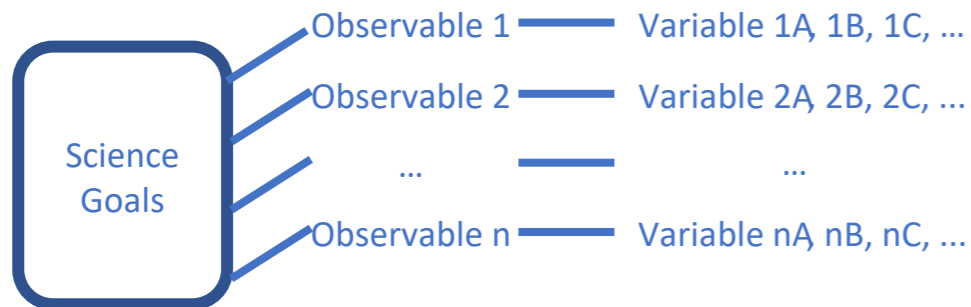 Observable 1 Variable 1A, 1B, 1C, ...
Observable 2 Variable 2A, 2B, 2C, ...
Science
Goals
... ...
Observable n Variable nA, nB, nC, ...